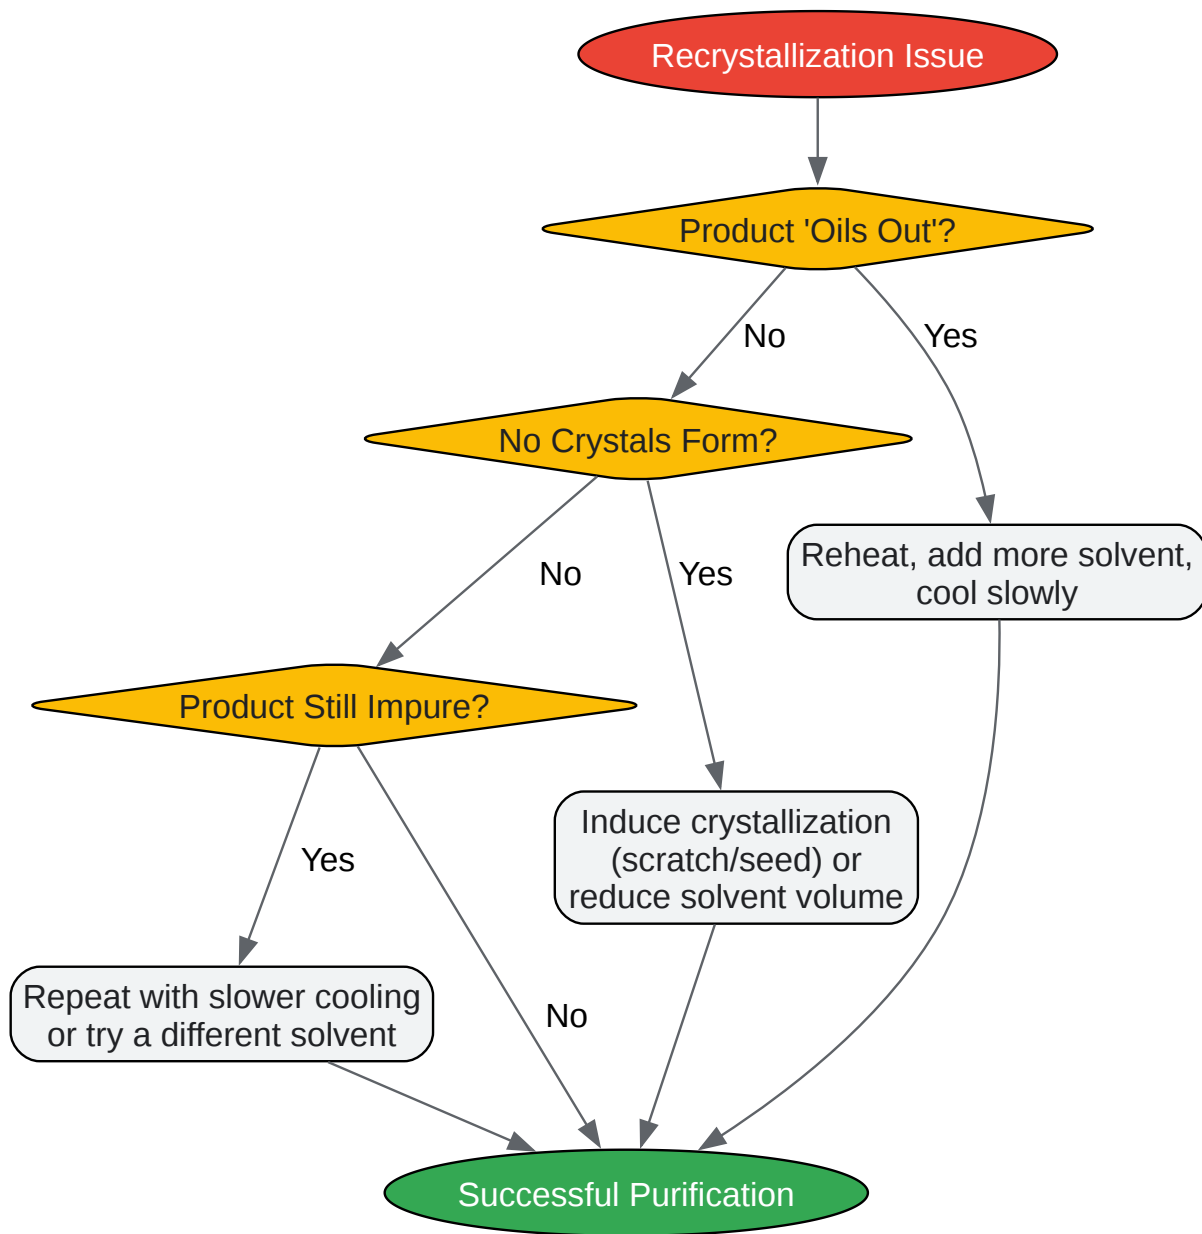 Recrystallization Issue
Product 'Oils Out'?
No
Yes
No Crystals Form?
Reheat, add more solvent,
cool slowly
No
Yes
Product Still Impure?
Induce crystallization
(scratch/seed) or
reduce solvent volume
Yes
Repeat with slower cooling
or try a different solvent
No
Successful Purification